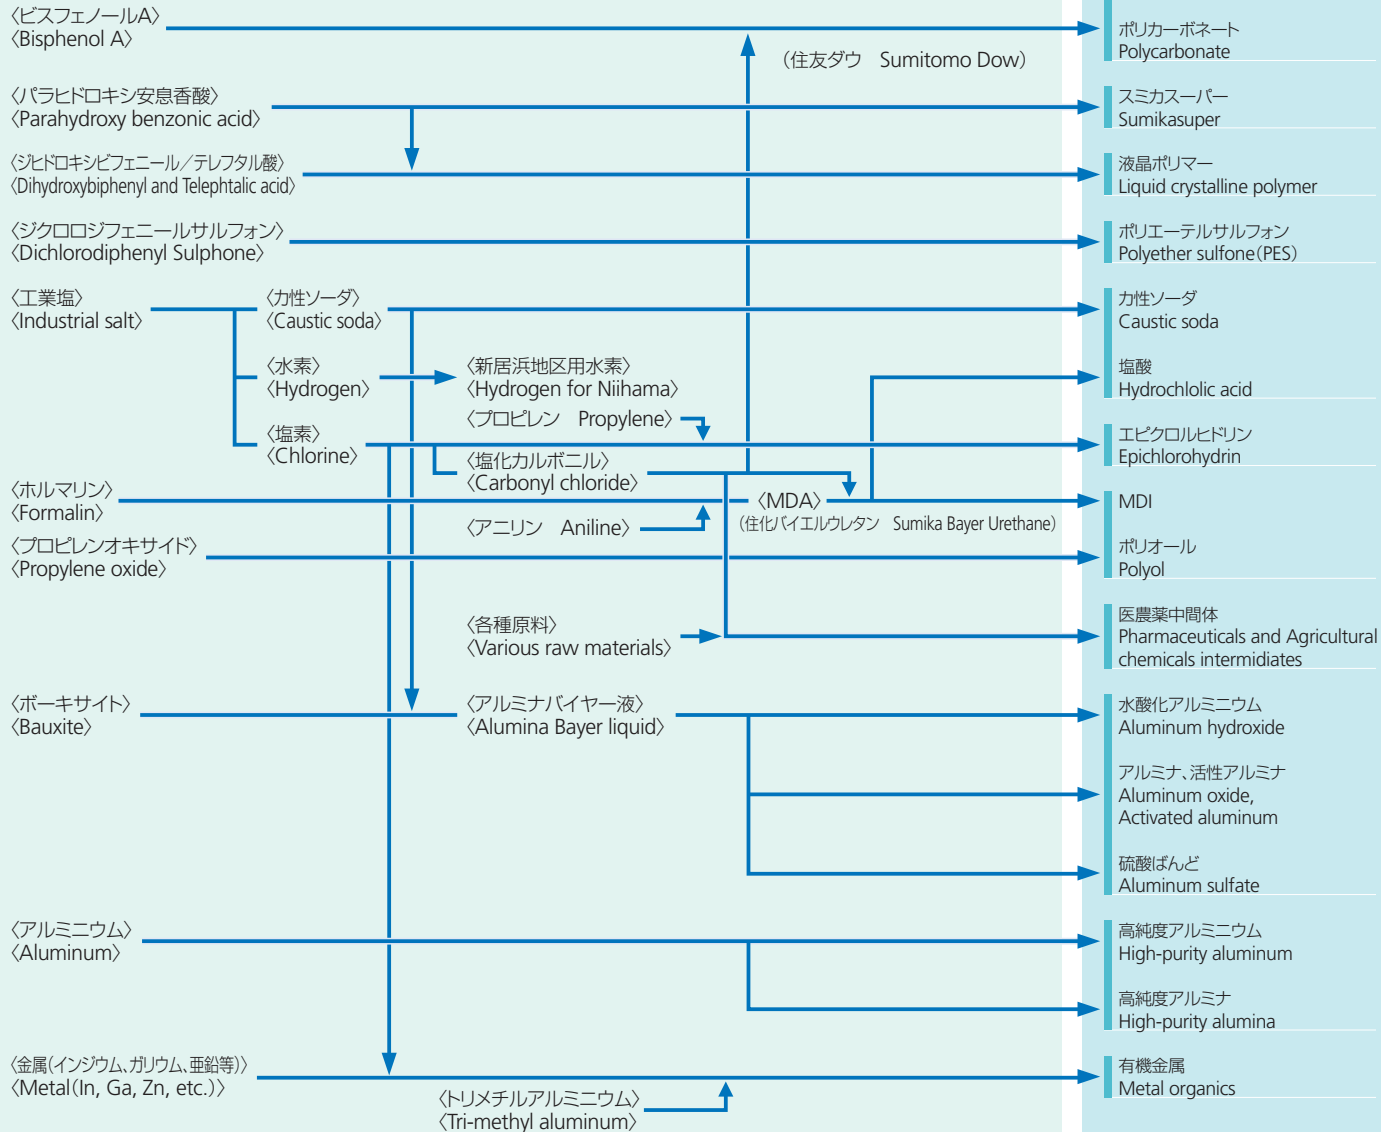 〈ビスフェノールA〉
〈Bisphenol A〉
ポリカーボネート
Polycarbonate
（住友ダウ　Sumitomo Dow）
〈パラヒドロキシ安息香酸〉
〈Parahydroxy benzonic acid〉
スミカスーパー
Sumikasuper
〈ジヒドロキシビフェニール／テレフタル酸〉
〈Dihydroxybiphenyl and Telephtalic acid〉
液晶ポリマー
Liquid crystalline polymer
〈ジクロロジフェニールサルフォン〉
〈Dichlorodiphenyl Sulphone〉
ポリエーテルサルフォン
Polyether sulfone（PES）
〈工業塩〉
〈Industrial salt〉
〈力性ソーダ〉
〈Caustic soda〉
力性ソーダ
Caustic soda
〈水素〉
〈Hydrogen〉
〈新居浜地区用水素〉
〈Hydrogen for Niihama〉
塩酸
Hydrochlolic acid
〈プロピレン　Propylene〉
〈塩素〉
〈Chlorine〉
エピクロルヒドリン
Epichlorohydrin
〈塩化カルボニル〉
〈Carbonyl chloride〉
〈ホルマリン〉
〈Formalin〉
〈MDA〉
MDI
（住化バイエルウレタン　Sumika Bayer Urethane）
〈アニリン　Aniline〉
〈プロピレンオキサイド〉
〈Propylene oxide〉
ポリオール
Polyol
〈各種原料〉
〈Various raw materials〉
医農薬中間体
Pharmaceuticals and Agricultural
chemicals intermidiates
〈ボーキサイト〉
〈Bauxite〉
〈アルミナバイヤー液〉
〈Alumina Bayer liquid〉
水酸化アルミニウム
Aluminum hydroxide
アルミナ、活性アルミナ
Aluminum oxide,
Activated aluminum
硫酸ばんど
Aluminum sulfate
〈アルミニウム〉
〈Aluminum〉
高純度アルミニウム
High-purity aluminum
高純度アルミナ
High-purity alumina
〈金属（インジウム、ガリウム、亜鉛等）〉
〈Metal（In, Ga, Zn, etc.）〉
有機金属
Metal organics
〈トリメチルアルミニウム〉
〈Tri-methyl aluminum〉